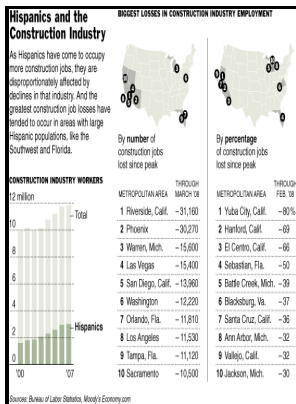 Hispanics and the
Construction Industry
As Hispanics have come to occupy
more construction jobs, they are
disproportionately affected by
declines in that industry. And the
greatest construction job losses have
tended to occur in areas with large
Hispanic populations, like the
Southwest and Florida.
CONSTRUCTION INDUSTRY WORKERS
12 million
10
8
6
4
2
0
Total
Hispanics
'00
'07
BIGGEST LOSSES IN CONSTRUCTION INDUSTRY EMPLOYMENT
By number of
construction jobs
lost since peak
METROPOLITAN AREA THROUGH MARCH '08
1 Riverside, Calif. –31,160
2 Phoenix –30,270
3 Warren, Mich. –15,600
4 Las Vegas –15,400
5 San Diego, Calif. –13,960
6 Washington –12,220
7 Orlando, Fla. –11,810
8 Los Angeles –11,530
9 Tampa, Fla. –11,120
10 Sacramento –10,500
By percentage
of construction jobs
lost since peak
METROPOLITAN AREA THROUGH FEB. '08
1 Yuba City, Calif. –80%
2 Hanford, Calif. –69
3 El Centro, Calif. –66
4 Sebastian, Fla. –50
5 Battle Creek, Mich. –39
6 Blacksburg, Va. –37
7 Santa Cruz, Calif. –36
8 Ann Arbor, Mich. –32
9 Vallejo, Calif. –32
10 Jackson, Mich. –30
Sources: Bureau of Labor Statistics, Moody's Economy.com